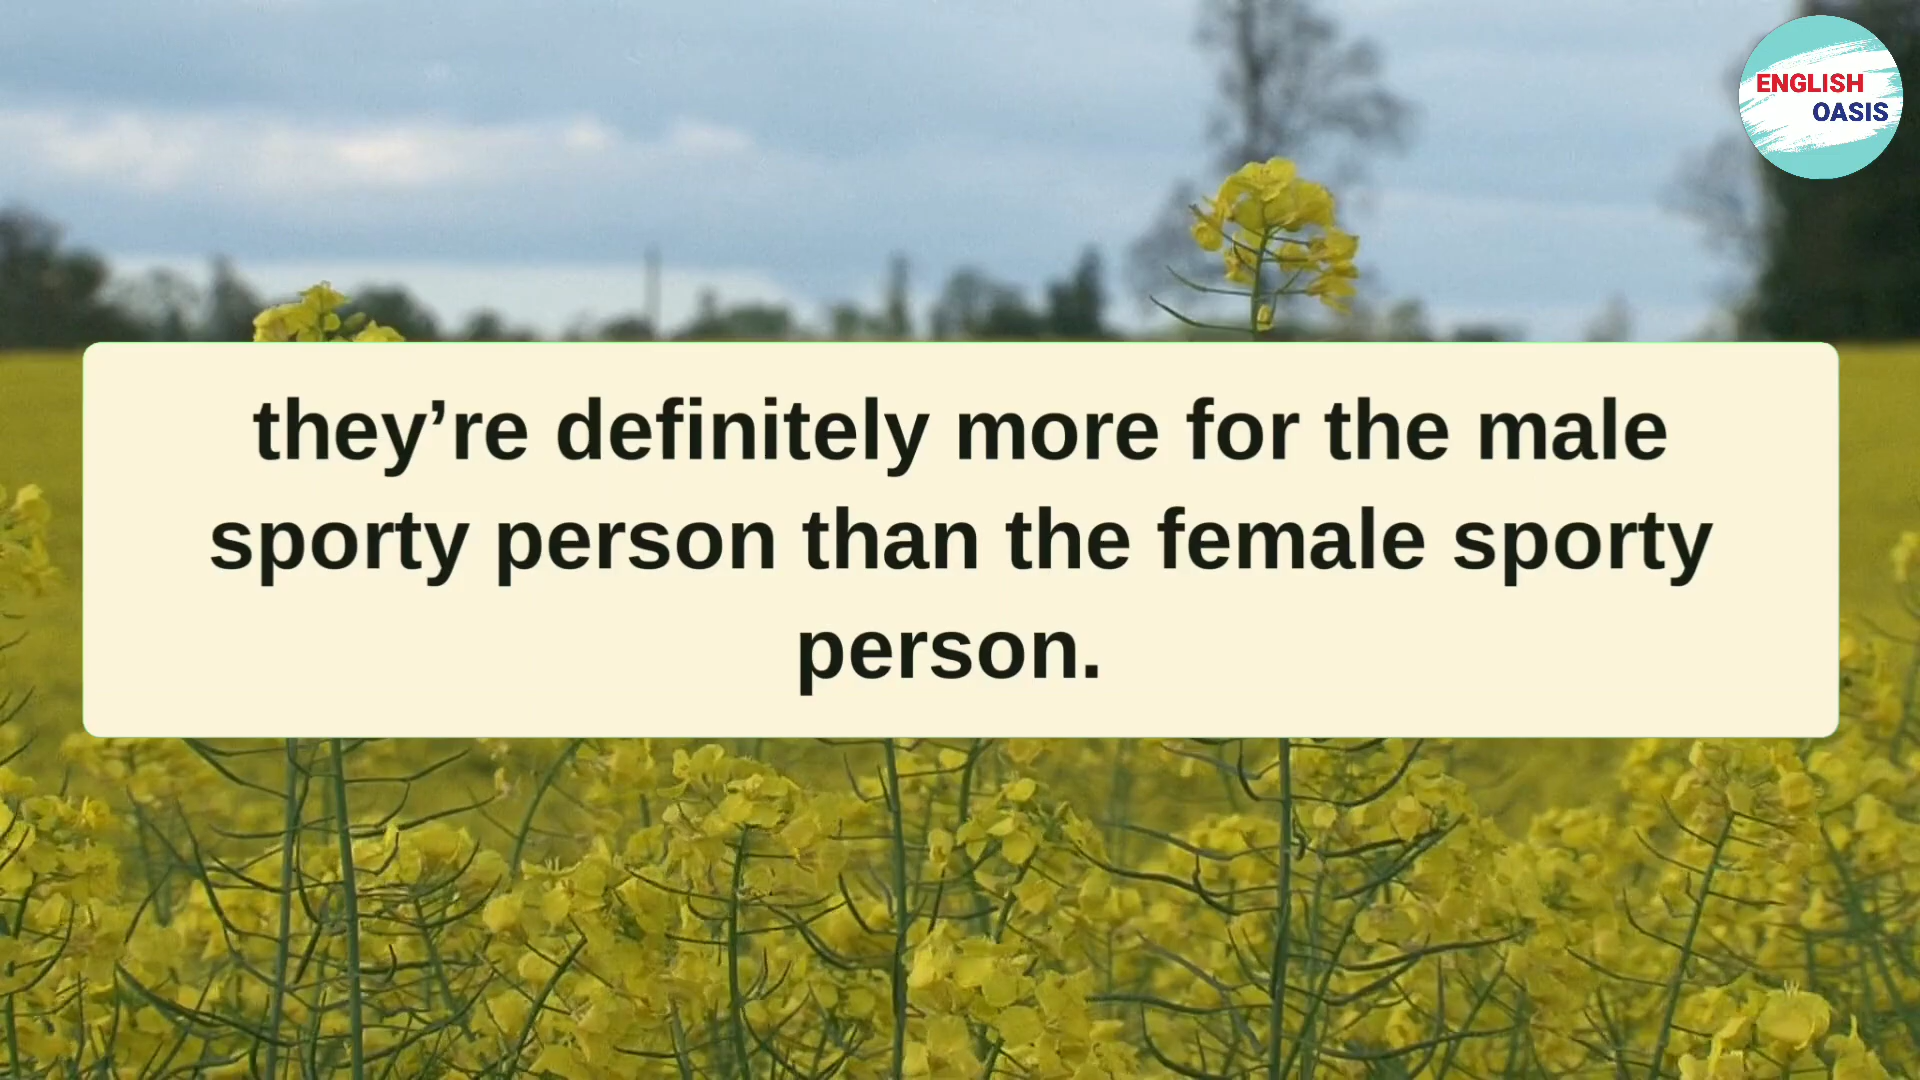 ENGLISH
OASIS
they’re definitely more for the male
sporty person than the female sporty
person.